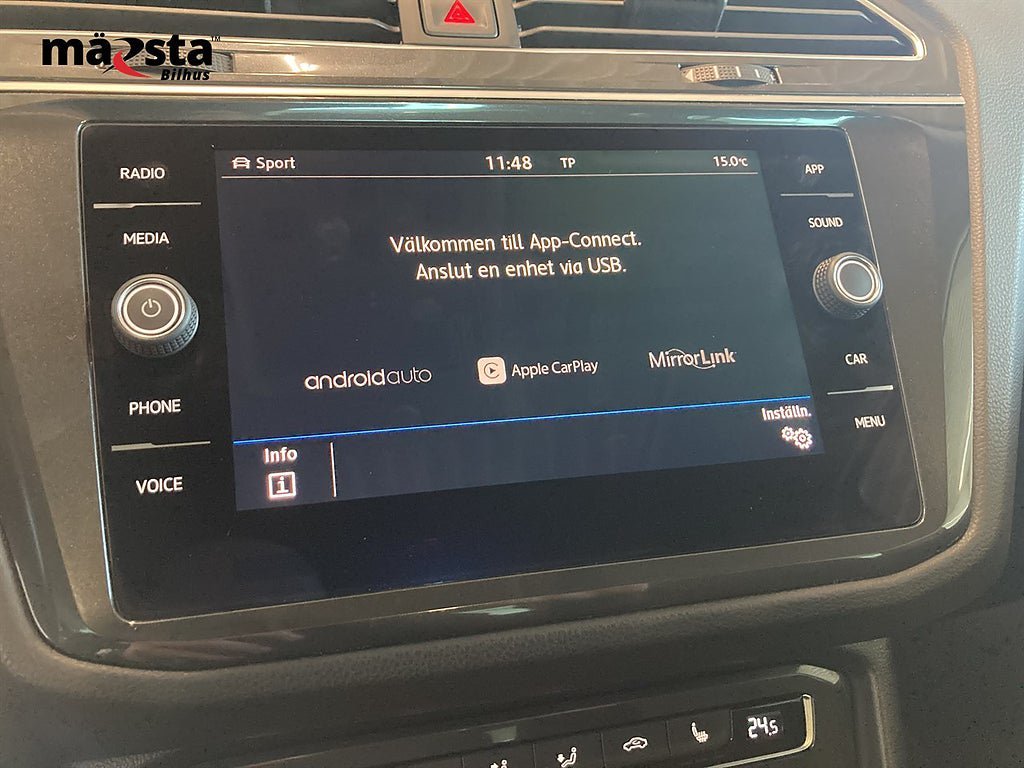 märsta™
Bilhus
RADIO
MEDIA
PHONE
VOICE
Sport 11:48 TP 15.0°C
Välkommen till App-Connect.
Anslut en enhet via USB.
androidauto
Apple CarPlay
MirrorLink
Info
i
Inställn.
APP
SOUND
CAR
MENU
24.5